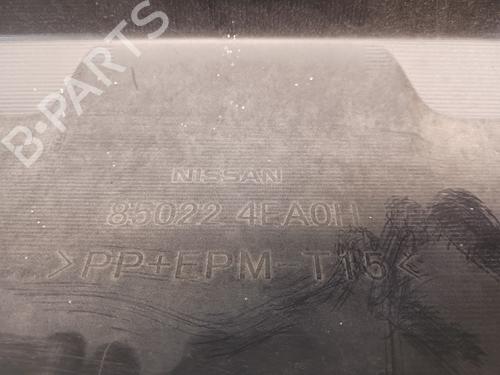 B-PARTS
NISSAN
85022 4EA0H
>PP+EPM-T15<